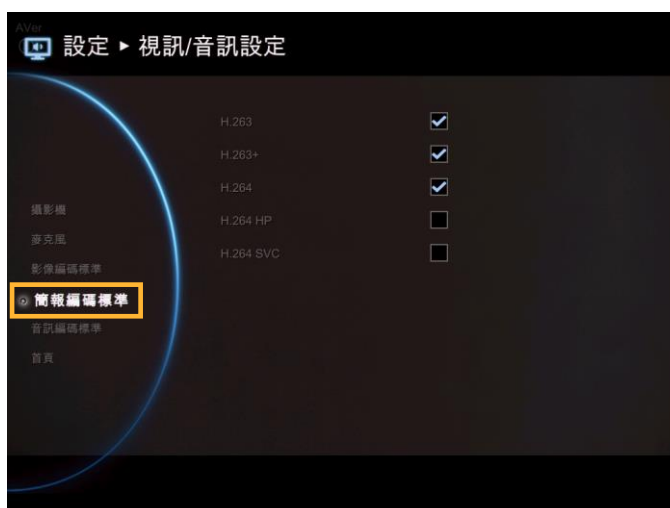 AVer
設定 ▸ 視訊/音訊設定
H.263
H.263+
H.264
H.264 HP
H.264 SVC
攝影機
麥克風
影像編碼標準
簡報編碼標準
音訊編碼標準
首頁